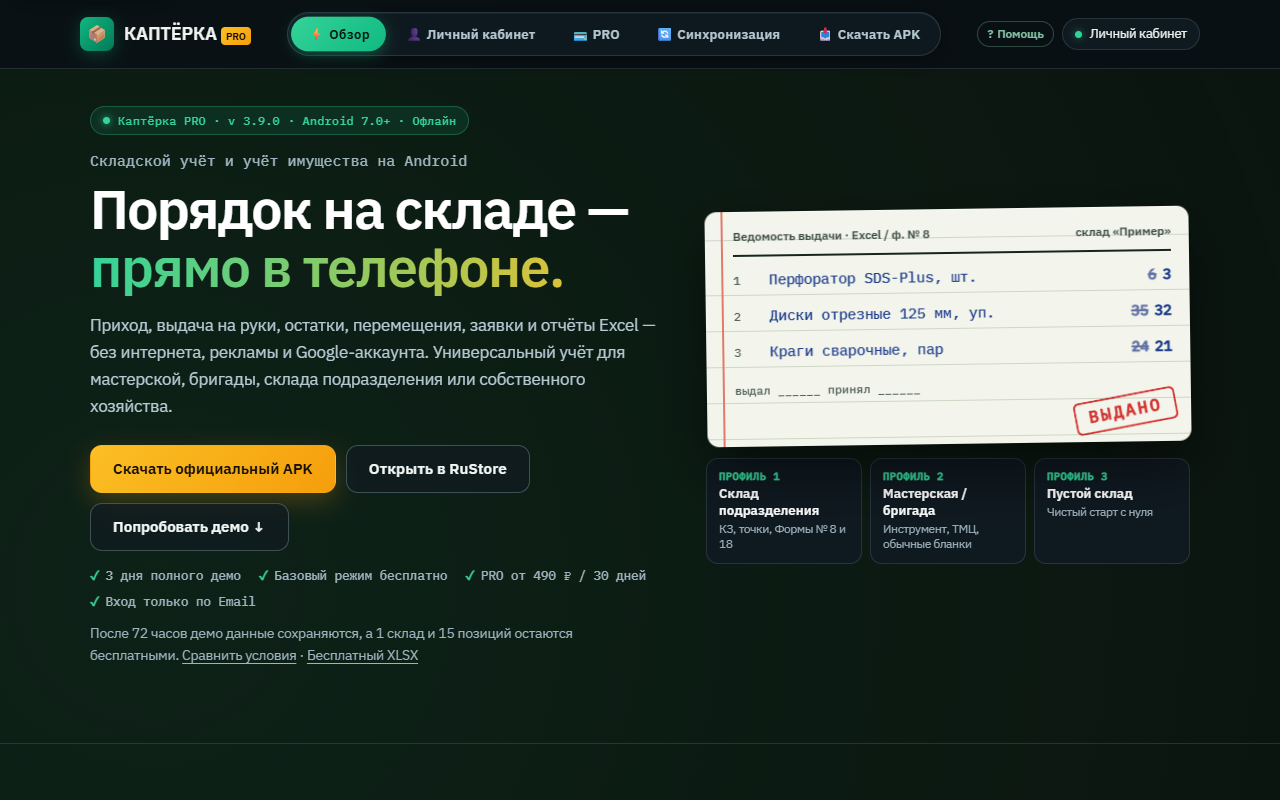 КАПТЁРКА PRO
Обзор
Личный кабинет
PRO
Синхронизация
Скачать APK
? Помощь
Личный кабинет
Каптёрка PRO · v 3.9.0 · Android 7.0+ · Офлайн
Складской учёт и учёт имущества на Android
Порядок на складе —
прямо в телефоне.
Приход, выдача на руки, остатки, перемещения, заявки и отчёты Excel —
без интернета, рекламы и Google-аккаунта. Универсальный учёт для
мастерской, бригады, склада подразделения или собственного
хозяйства.
Скачать официальный APK
Открыть в RuStore
Попробовать демо ↓
✓ 3 дня полного демо ✓ Базовый режим бесплатно ✓ PRO от 490 ₽ / 30 дней
✓ Вход только по Email
После 72 часов демо данные сохраняются, а 1 склад и 15 позиций остаются
бесплатными. Сравнить условия · Бесплатный XLSX
Ведомость выдачи · Excel / ф. № 8 склад «Пример»
1 Перфоратор SDS-Plus, шт. 6 3
2 Диски отрезные 125 мм, уп. 35 32
3 Краги сварочные, пар 24 21
выдал ______ принял ______
ВЫДАНО
ПРОФИЛЬ 1
Склад
подразделения
КЗ, точки, Формы № 8 и
18
ПРОФИЛЬ 2
Мастерская /
бригада
Инструмент, ТМЦ,
обычные бланки
ПРОФИЛЬ 3
Пустой склад
Чистый старт с нуля